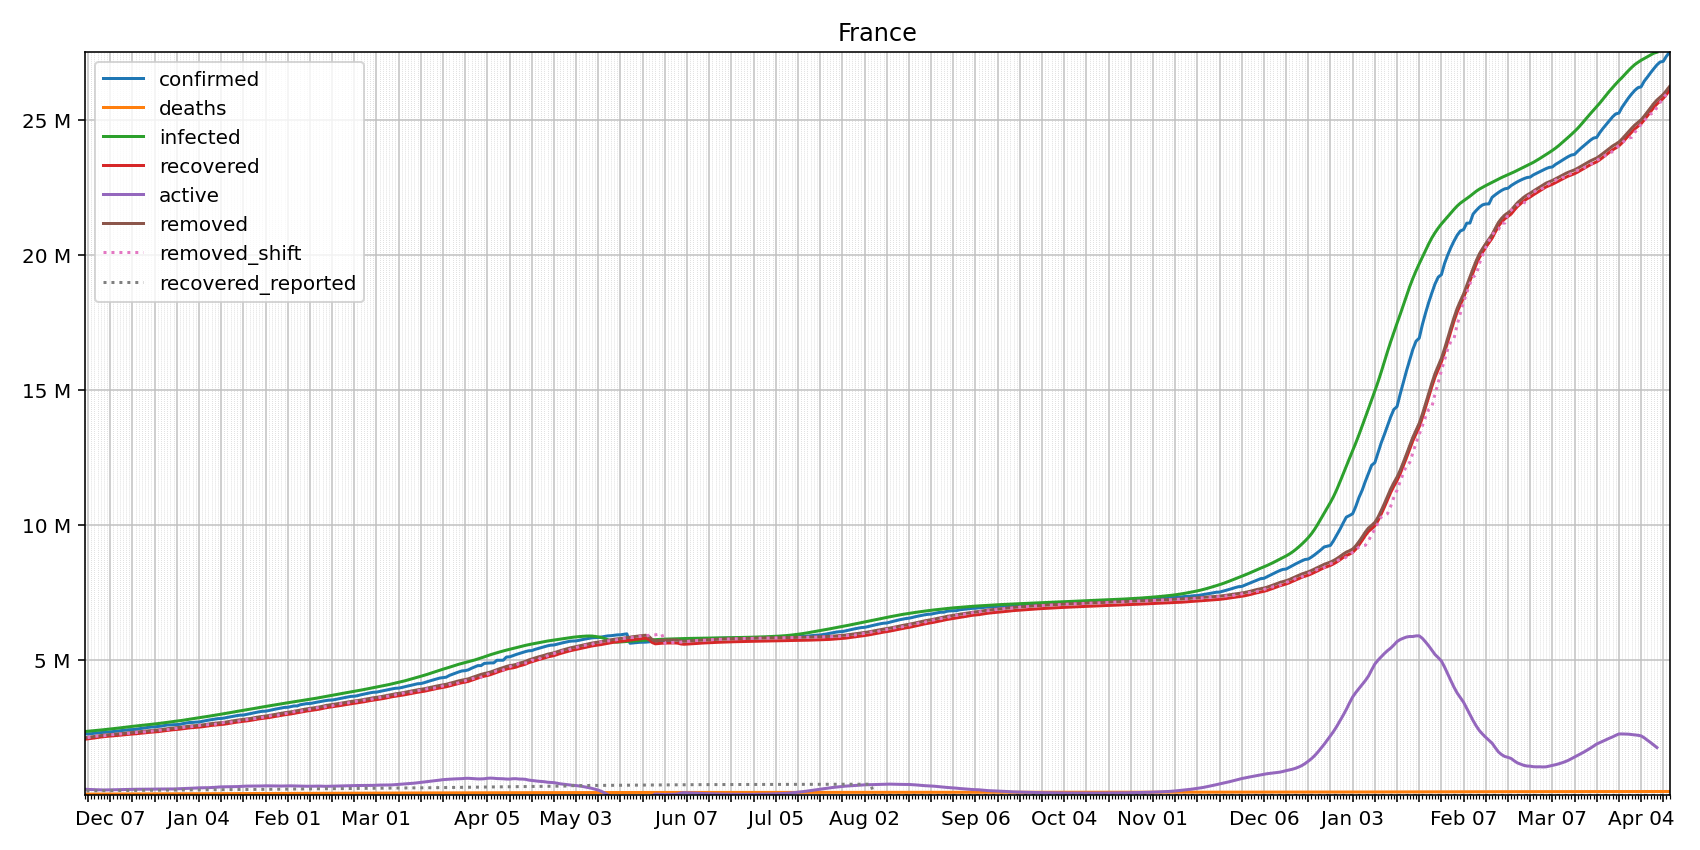 France
confirmed
deaths
infected
recovered
active
removed
removed_shift
recovered_reported
25 M
20 M
15 M
10 M
5 M
Dec 07 Jan 04 Feb 01 Mar 01 Apr 05 May 03 Jun 07 Jul 05 Aug 02 Sep 06 Oct 04 Nov 01 Dec 06 Jan 03 Feb 07 Mar 07 Apr 04